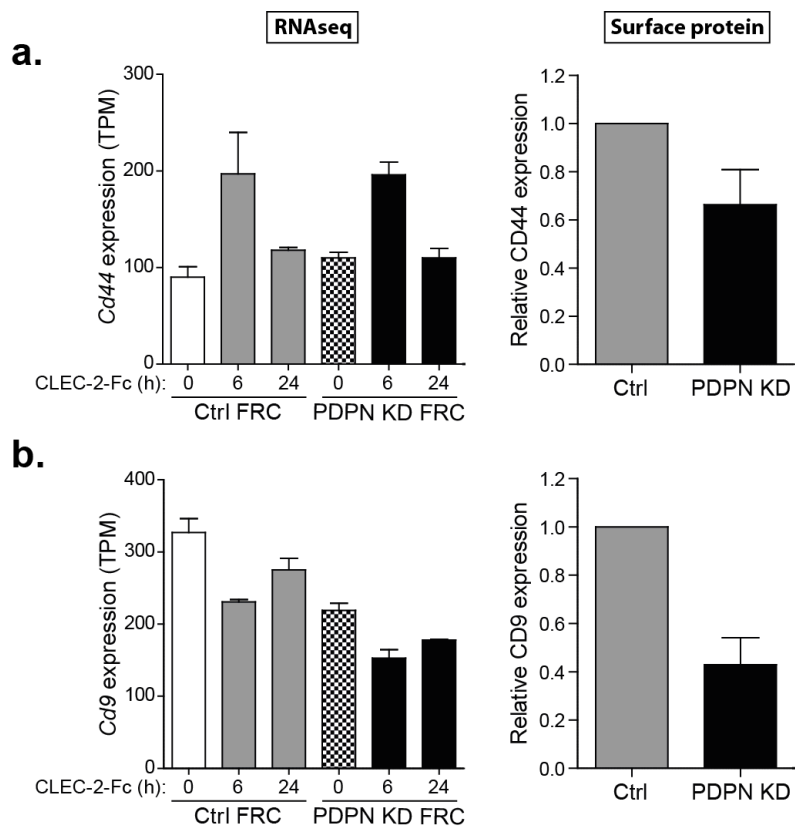 RNAseq
Surface protein
a.
Cd44 expression (TPM)
300
200
100
0
CLEC-2-Fc (h): 0 6 24 0 6 24
Ctrl FRC PDPN KD FRC
Relative CD44 expression
1.2
1.0
0.8
0.6
0.4
0.2
0.0
Ctrl PDPN KD
b.
Cd9 expression (TPM)
400
300
200
100
0
CLEC-2-Fc (h): 0 6 24 0 6 24
Ctrl FRC PDPN KD FRC
Relative CD9 expression
1.2
1.0
0.8
0.6
0.4
0.2
0.0
Ctrl PDPN KD